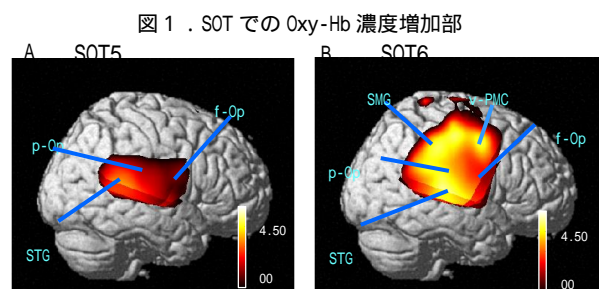 図1．SOT での Oxy-Hb 濃度増加部
A SOT5
f-Op
p-Op
STG
4.50
00
B SOT6
SMG
v-PMC
f-Op
p-Op
STG
4.50
00